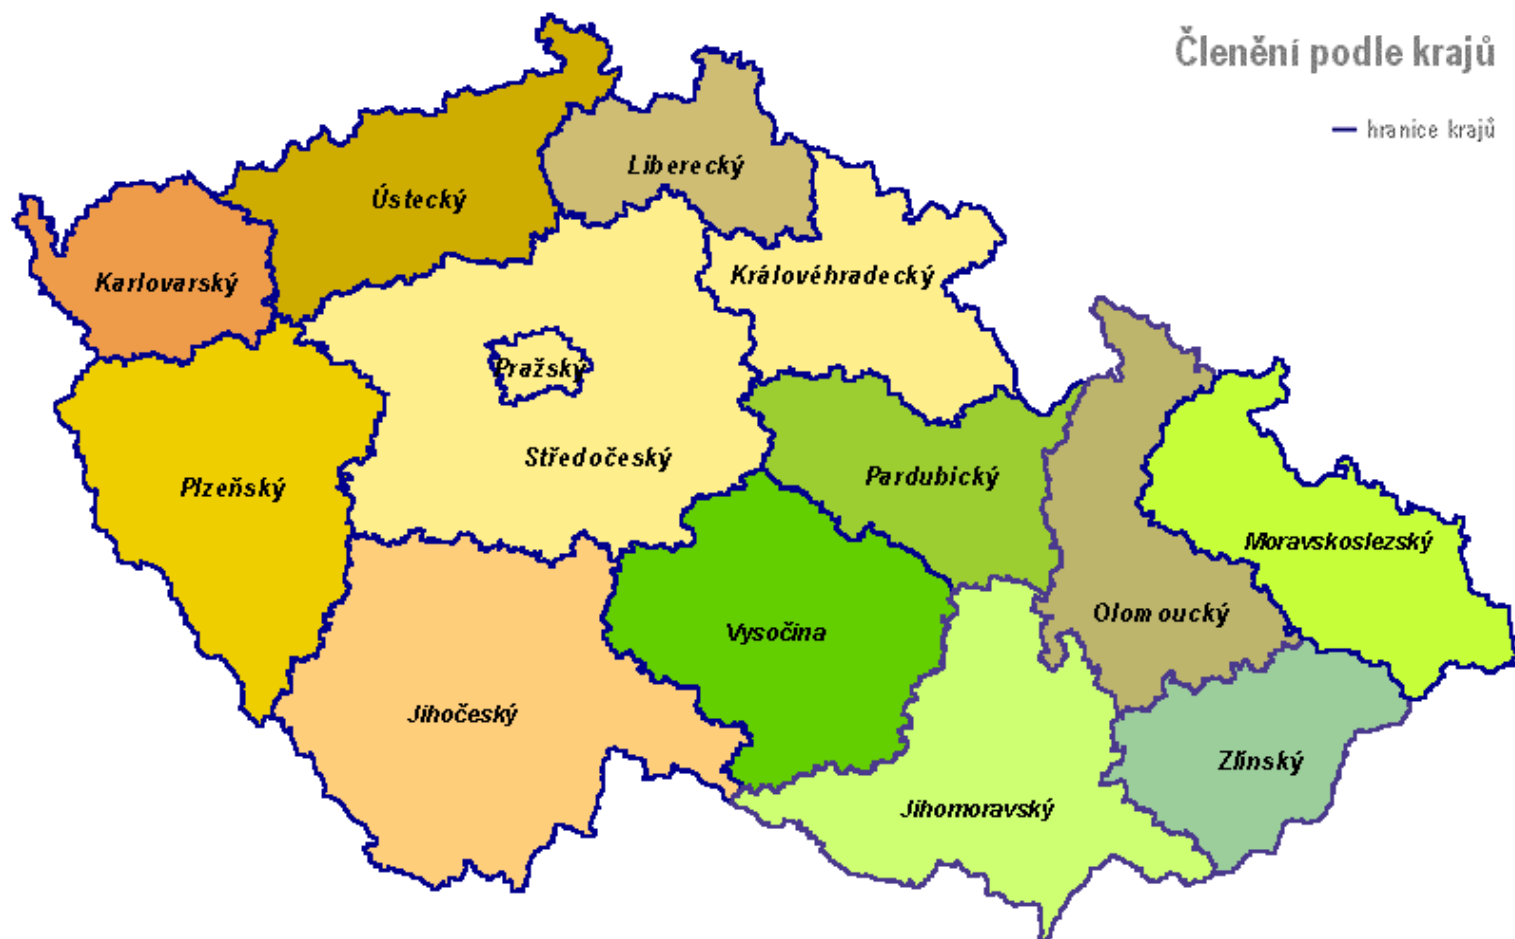 Členění podle krajů
hranice krajů
Liberecký
Ústecký
Karlovarský
Královéhradecký
Pražský
Středočeský
Pardubický
Plzeňský
Moravskoslezský
Olomoucký
Vysočina
Jihočeský
Zlínský
Jihomoravský